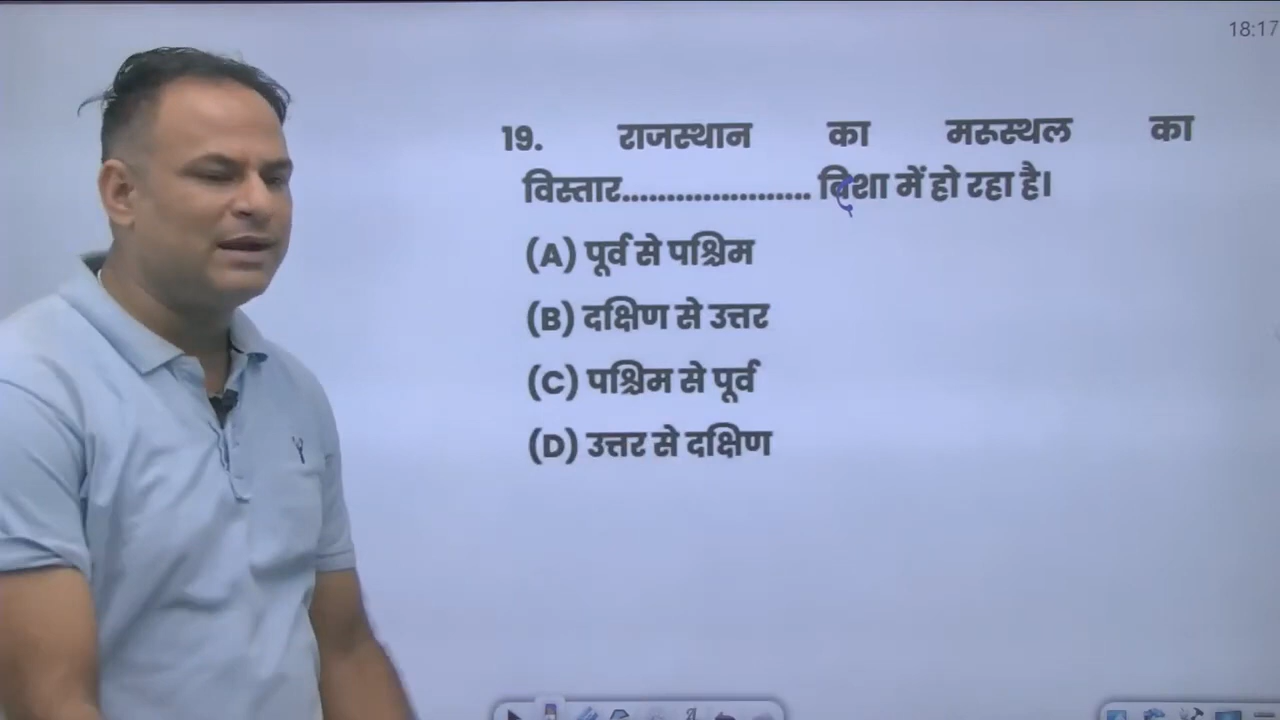 18:17
19. राजस्थान का मरूस्थल का
विस्तार..................... विशा में हो रहा है।
(A) पूर्व से पश्चिम
(B) दक्षिण से उत्तर
(C) पश्चिम से पूर्व
(D) उत्तर से दक्षिण